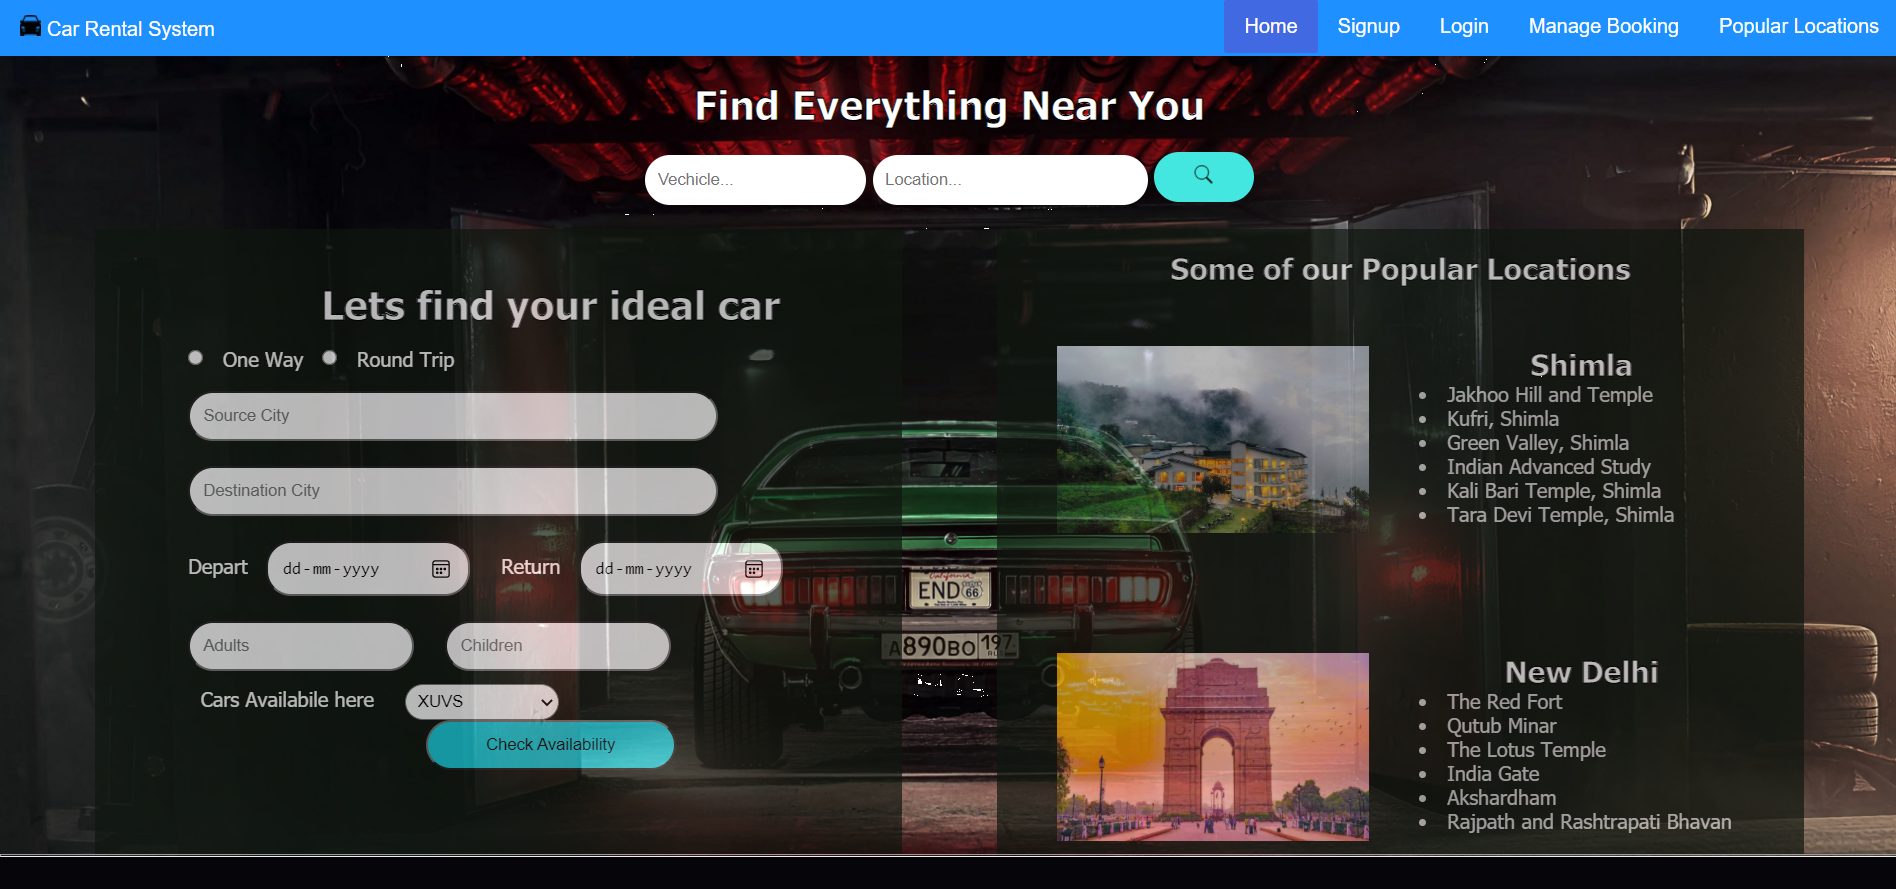 Car Rental System
Home Signup Login Manage Booking Popular Locations
Find Everything Near You
Vechicle... Location...
Lets find your ideal car
One Way Round Trip
Source City
Destination City
Depart dd-mm-yyyy Return dd-mm-yyyy
Adults Children
Cars Availabile here XUVS
Check Availability
Some of our Popular Locations
Shimla
Jakhoo Hill and Temple
Kufri, Shimla
Green Valley, Shimla
Indian Advanced Study
Kali Bari Temple, Shimla
Tara Devi Temple, Shimla
New Delhi
The Red Fort
Qutub Minar
The Lotus Temple
India Gate
Akshardham
Rajpath and Rashtrapati Bhavan
California
END 66
A890BO 197